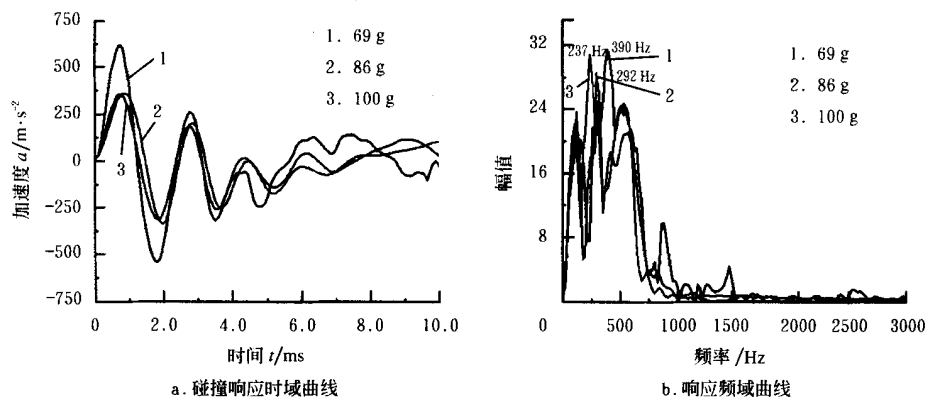 750
500
250
0
-250
-500
-750
加速度 a/m·s⁻²
1
2
3
1. 69 g
2. 86 g
3. 100 g
0 2.0 4.0 6.0 8.0 10.0
时间 t/ms
a.碰撞响应时域曲线
32
24
16
8
0
幅值
237 Hz 390 Hz
292 Hz
1
2
3
1. 69 g
2. 86 g
3. 100 g
500 1000 1500 2000 2500 3000
频率 /Hz
b.响应频域曲线